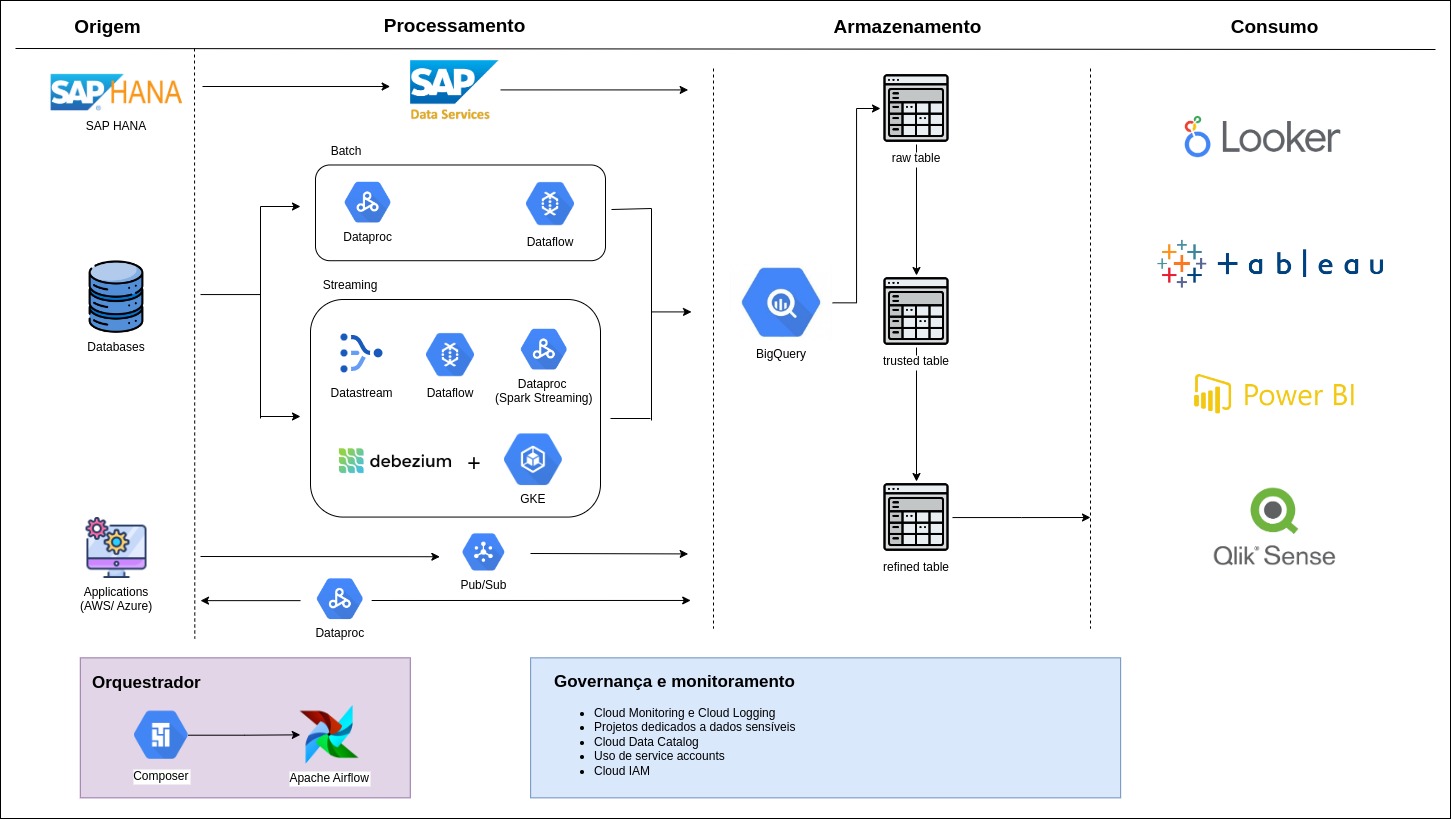 Origem
Processamento
Armazenamento
Consumo
SAP HANA
SAP HANA
SAP
Data Services
Batch
Dataproc
Dataflow
Databases
Streaming
Datastream
Dataflow
Dataproc
(Spark Streaming)
debezium
+
GKE
Applications
(AWS/ Azure)
Pub/Sub
Dataproc
BigQuery
raw table
trusted table
refined table
Looker
+ableau
Power BI
Qlik Sense
Orquestrador
Composer
Apache Airflow
Governança e monitoramento
• Cloud Monitoring e Cloud Logging
• Projetos dedicados a dados sensíveis
• Cloud Data Catalog
• Uso de service accounts
• Cloud IAM